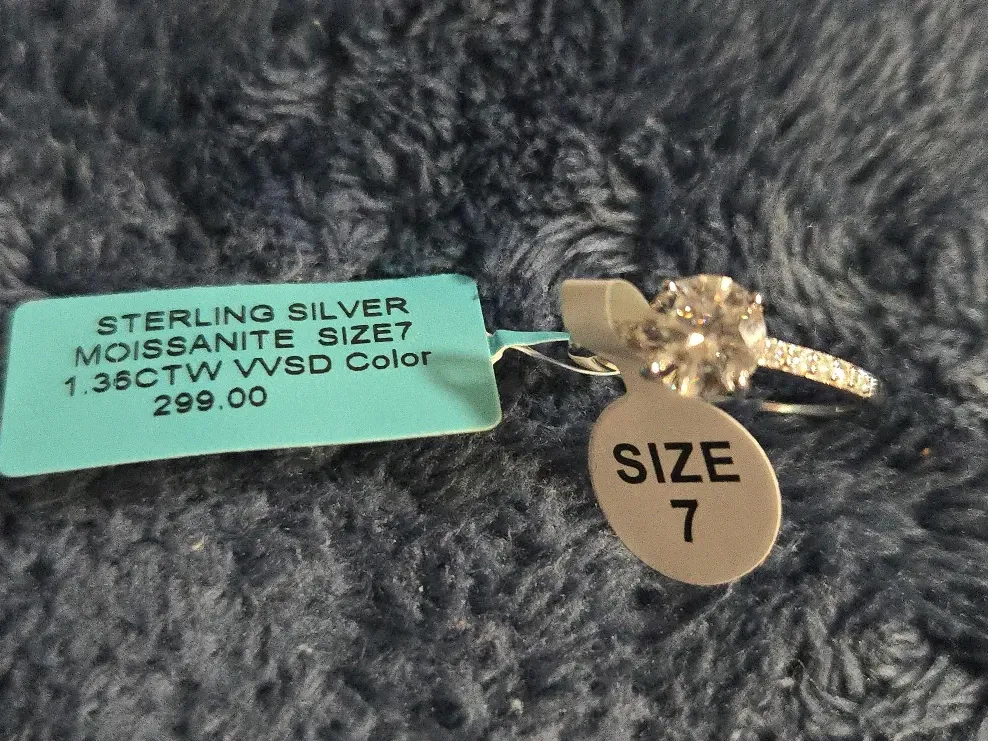 STERLING SILVER
MOISSANITE SIZE7
1.36CTW VVSD Color
299.00
SIZE
7